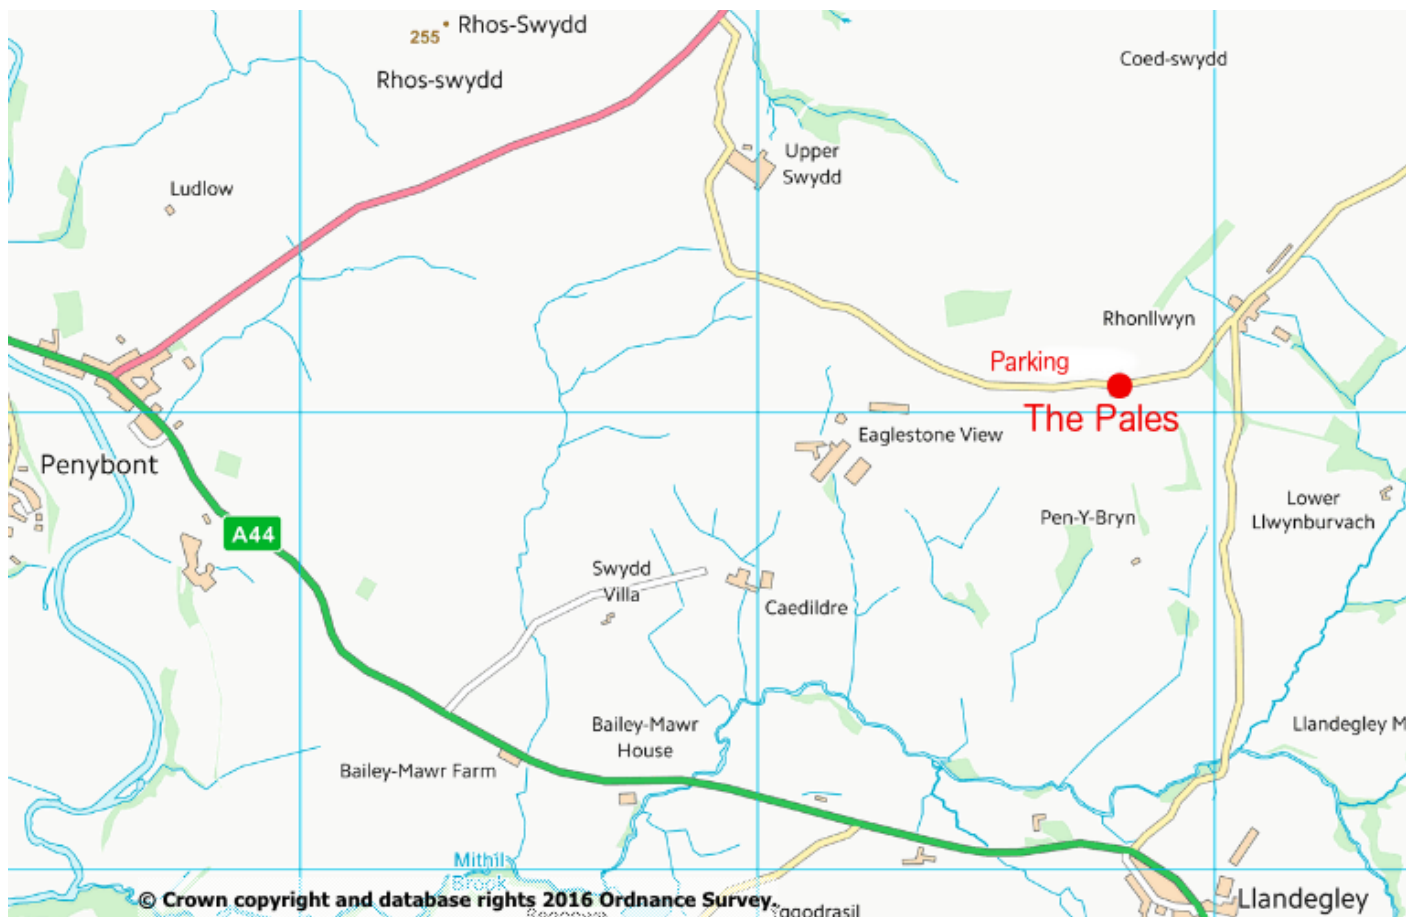 Rhos-Swydd
255
Rhos-swydd
Coed-swydd
Upper
Swydd
Ludlow
Rhonllwyn
Parking
The Pales
Eaglestone View
Penybont
Lower
Llwynburvach
Pen-Y-Bryn
A44
Swydd
Villa
Caedildre
Bailey-Mawr
House
Llandegley M
Bailey-Mawr Farm
Mithil
Brook
© Crown copyright and database rights 2016 Ordnance Survey.
Llandegley